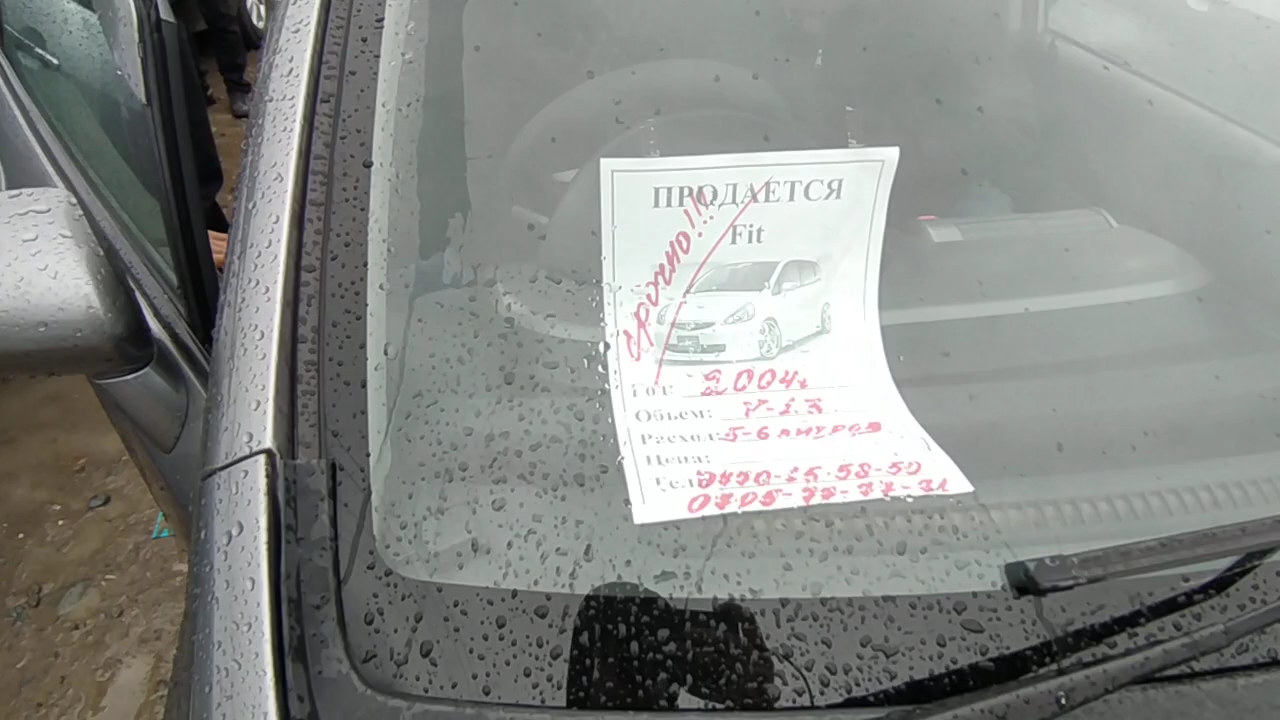 ПРОДАЕТСЯ
Fit
срочно!!!
Год: 2004г
Объем: V-1.3
Расход: 5-6 литров
Цена:
Тел: